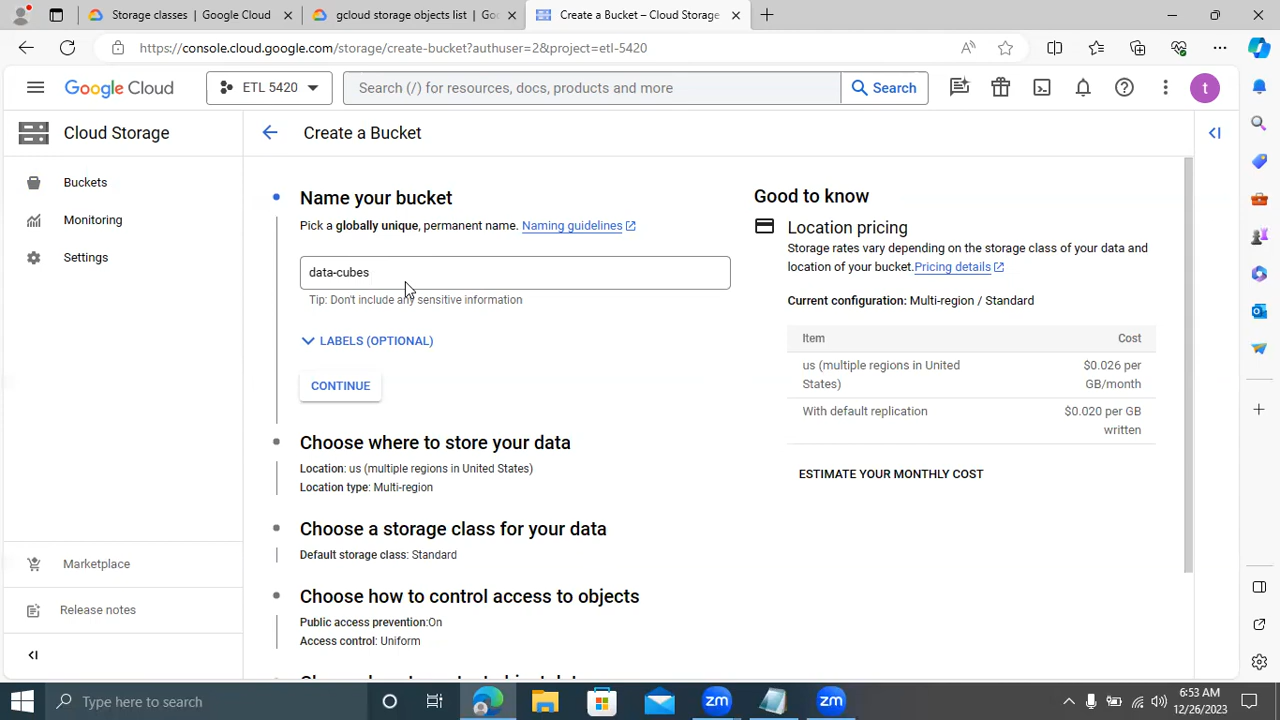 Storage classes | Google Cloud
gcloud storage objects list | Goo
Create a Bucket – Cloud Storage
https://console.cloud.google.com/storage/create-bucket?authuser=2&project=etl-5420
Google Cloud
ETL 5420
Search (/) for resources, docs, products and more
Search
t
Cloud Storage
Create a Bucket
Buckets
Monitoring
Settings
Marketplace
Release notes
Name your bucket
Pick a globally unique, permanent name. Naming guidelines
data-cubes
Tip: Don't include any sensitive information
LABELS (OPTIONAL)
CONTINUE
Choose where to store your data
Location: us (multiple regions in United States)
Location type: Multi-region
Choose a storage class for your data
Default storage class: Standard
Choose how to control access to objects
Public access prevention:On
Access control: Uniform
Good to know
Location pricing
Storage rates vary depending on the storage class of your data and
location of your bucket.Pricing details
Current configuration: Multi-region / Standard
Item Cost
us (multiple regions in United $0.026 per
States) GB/month
With default replication $0.020 per GB
written
ESTIMATE YOUR MONTHLY COST
Type here to search
zm
zm
6:53 AM
12/26/2023